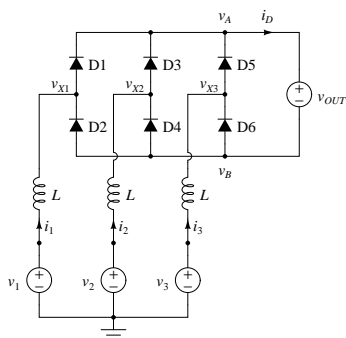 v_A i_D
D1 D3 D5
v_X1 v_X2 v_X3
+ − v_OUT
D2 D4 D6
v_B
L L L
i_1 i_2 i_3
v_1 + − v_2 + − v_3 + −